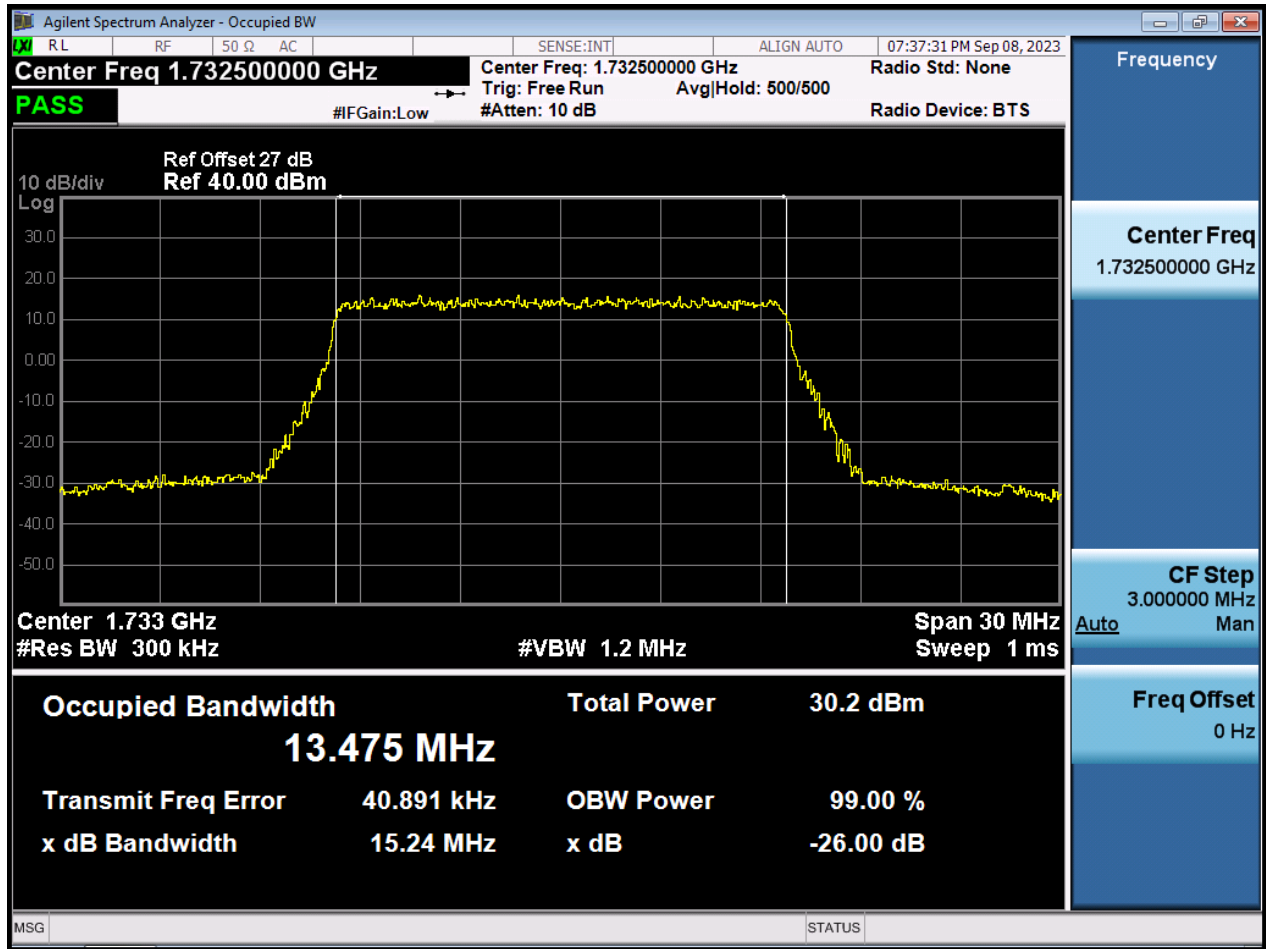 Agilent Spectrum Analyzer - Occupied BW
LXI RL RF 50 Ω AC SENSE:INT ALIGN AUTO 07:37:31 PM Sep 08, 2023
Center Freq 1.732500000 GHz
Center Freq: 1.732500000 GHz Radio Std: None
Trig: Free Run Avg|Hold: 500/500
PASS
#IFGain:Low #Atten: 10 dB Radio Device: BTS
Ref Offset 27 dB
10 dB/div Ref 40.00 dBm
Log
30.0
20.0
10.0
0.00
-10.0
-20.0
-30.0
-40.0
-50.0
Center 1.733 GHz Span 30 MHz
#Res BW 300 kHz #VBW 1.2 MHz Sweep 1 ms
Occupied Bandwidth Total Power 30.2 dBm
13.475 MHz
Transmit Freq Error 40.891 kHz OBW Power 99.00 %
x dB Bandwidth 15.24 MHz x dB -26.00 dB
MSG STATUS
Frequency
Center Freq
1.732500000 GHz
CF Step
3.000000 MHz
Auto Man
Freq Offset
0 Hz